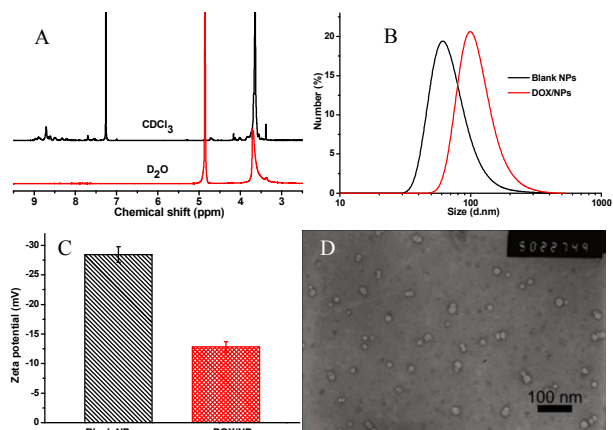 A
CDCl3
D2O
9
8
7
6
5
4
3
Chemical shift (ppm)
B
Number (%)
20
15
10
5
0
Blank NPs
DOX/NPs
10
100
1000
Size (d.nm)
C
Zeta potential (mV)
-30
-25
-20
-15
-10
-5
0
D
5022749
100 nm